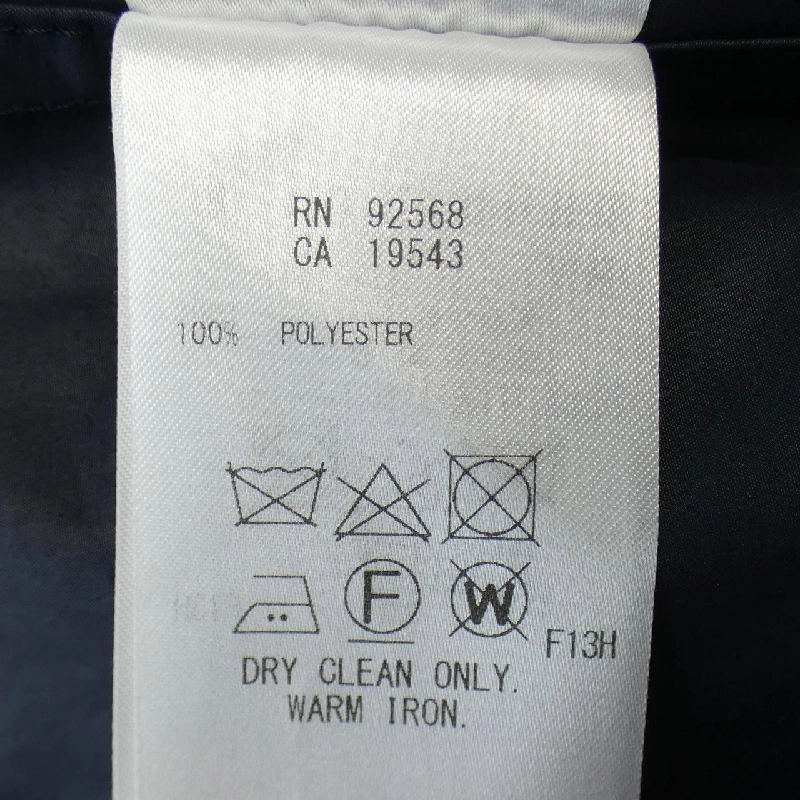 RN 92568
CA 19543
100% POLYESTER
F
W
F13H
DRY CLEAN ONLY.
WARM IRON.